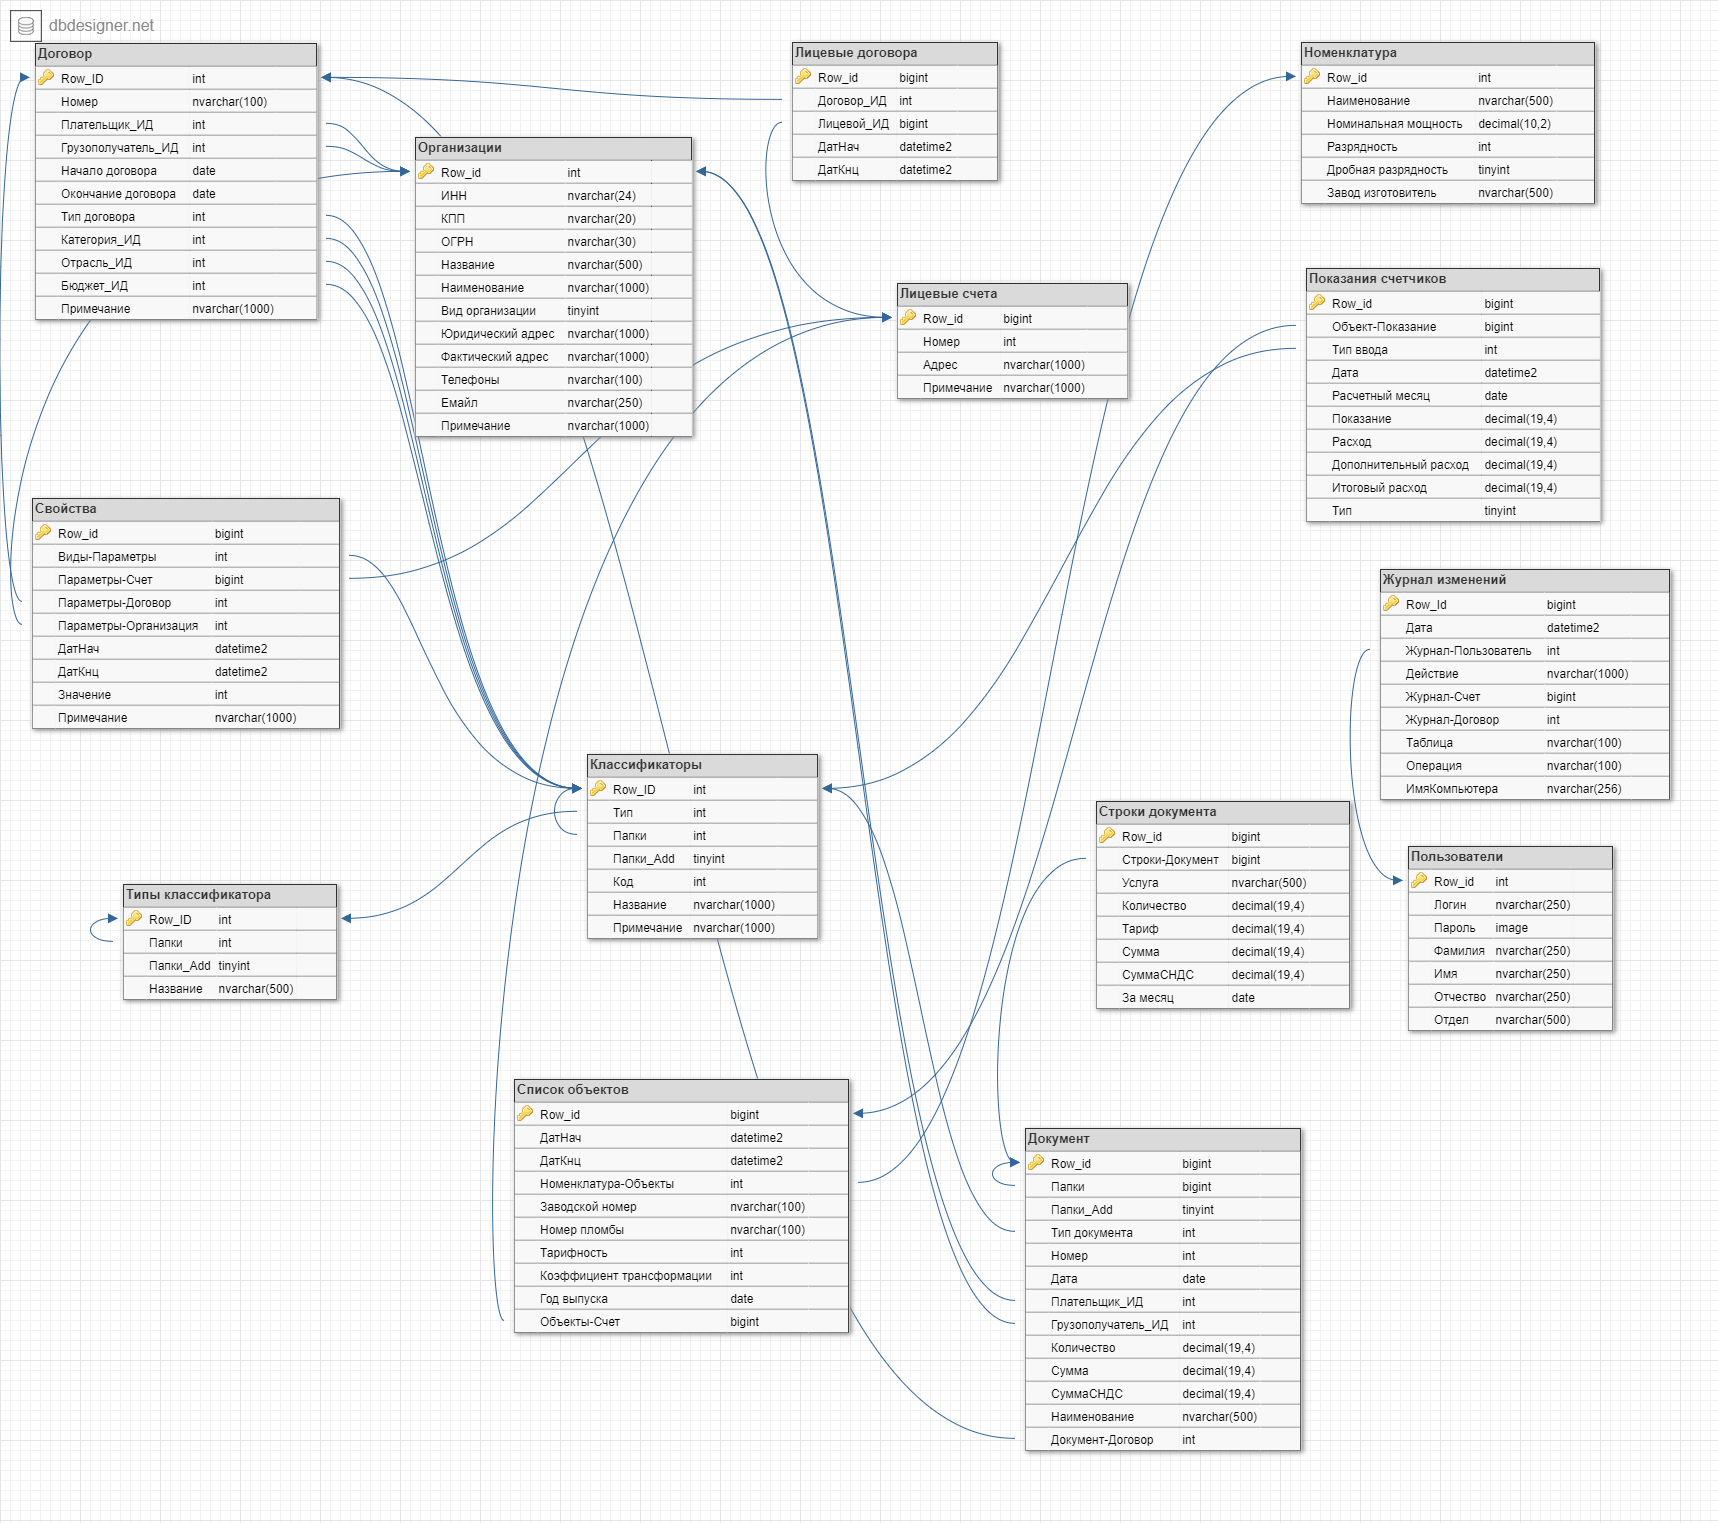 dbdesigner.net
Договор
Row_ID int
Номер nvarchar(100)
Плательщик_ИД int
Грузополучатель_ИД int
Начало договора date
Окончание договора date
Тип договора int
Категория_ИД int
Отрасль_ИД int
Бюджет_ИД int
Примечание nvarchar(1000)
Организации
Row_id int
ИНН nvarchar(24)
КПП nvarchar(20)
ОГРН nvarchar(30)
Название nvarchar(500)
Наименование nvarchar(1000)
Вид организации tinyint
Юридический адрес nvarchar(1000)
Фактический адрес nvarchar(1000)
Телефоны nvarchar(100)
Емайл nvarchar(250)
Примечание nvarchar(1000)
Лицевые договора
Row_id bigint
Договор_ИД int
Лицевой_ИД bigint
ДатНач datetime2
ДатКнц datetime2
Номенклатура
Row_id int
Наименование nvarchar(500)
Номинальная мощность decimal(10,2)
Разрядность int
Дробная разрядность tinyint
Завод изготовитель nvarchar(500)
Лицевые счета
Row_id bigint
Номер int
Адрес nvarchar(1000)
Примечание nvarchar(1000)
Показания счетчиков
Row_id bigint
Объект-Показание bigint
Тип ввода int
Дата datetime2
Расчетный месяц date
Показание decimal(19,4)
Расход decimal(19,4)
Дополнительный расход decimal(19,4)
Итоговый расход decimal(19,4)
Тип tinyint
Свойства
Row_id bigint
Виды-Параметры int
Параметры-Счет bigint
Параметры-Договор int
Параметры-Организация int
ДатНач datetime2
ДатКнц datetime2
Значение int
Примечание nvarchar(1000)
Журнал изменений
Row_Id bigint
Дата datetime2
Журнал-Пользователь int
Действие nvarchar(1000)
Журнал-Счет bigint
Журнал-Договор int
Таблица nvarchar(100)
Операция nvarchar(100)
ИмяКомпьютера nvarchar(256)
Классификаторы
Row_ID int
Тип int
Папки int
Папки_Add tinyint
Код int
Название nvarchar(1000)
Примечание nvarchar(1000)
Строки документа
Row_id bigint
Строки-Документ bigint
Услуга nvarchar(500)
Количество decimal(19,4)
Тариф decimal(19,4)
Сумма decimal(19,4)
СуммаСНДС decimal(19,4)
За месяц date
Пользователи
Row_id int
Логин nvarchar(250)
Пароль image
Фамилия nvarchar(250)
Имя nvarchar(250)
Отчество nvarchar(250)
Отдел nvarchar(500)
Типы классификатора
Row_ID int
Папки int
Папки_Add tinyint
Название nvarchar(500)
Список объектов
Row_id bigint
ДатНач datetime2
ДатКнц datetime2
Номенклатура-Объекты int
Заводской номер nvarchar(100)
Номер пломбы nvarchar(100)
Тарифность int
Коэффициент трансформации int
Год выпуска date
Объекты-Счет bigint
Документ
Row_id bigint
Папки bigint
Папки_Add tinyint
Тип документа int
Номер int
Дата date
Плательщик_ИД int
Грузополучатель_ИД int
Количество decimal(19,4)
Сумма decimal(19,4)
СуммаСНДС decimal(19,4)
Наименование nvarchar(500)
Документ-Договор int